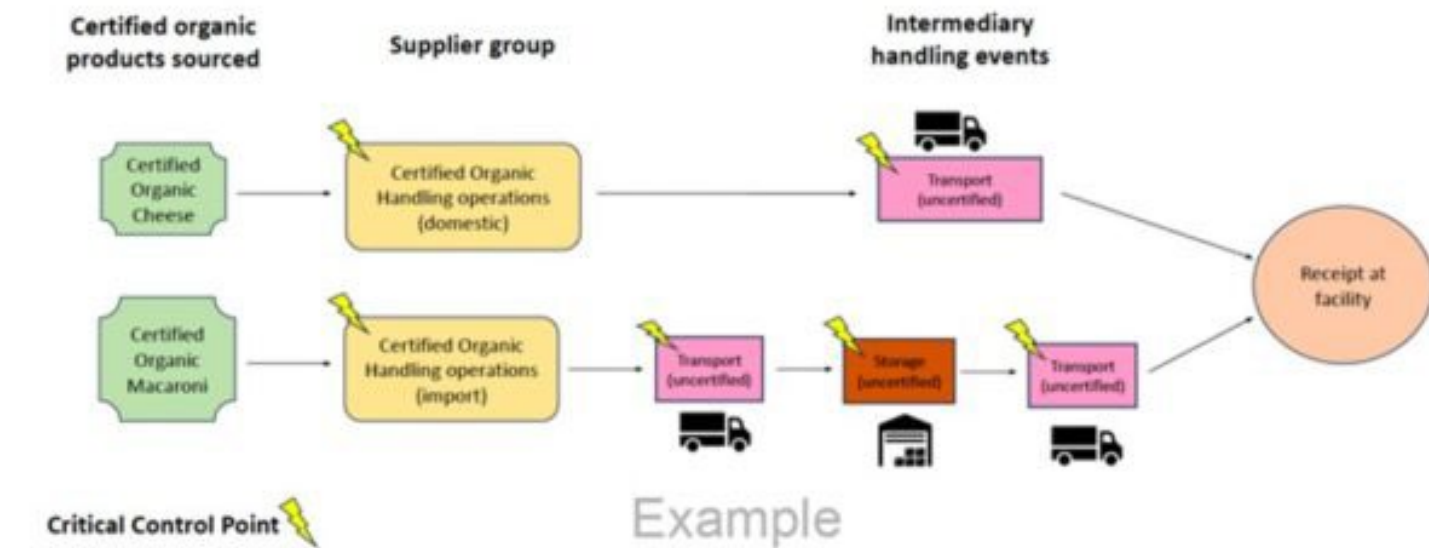 Certified organic
products sourced
Supplier group
Intermediary
handling events
Certified
Organic
Cheese
Certified Organic
Handling operations
(domestic)
Transport
(uncertified)
Receipt at
facility
Certified
Organic
Macaroni
Certified Organic
Handling operations
(import)
Transport
(uncertified)
Storage
(uncertified)
Transport
(uncertified)
Critical Control Point
Example